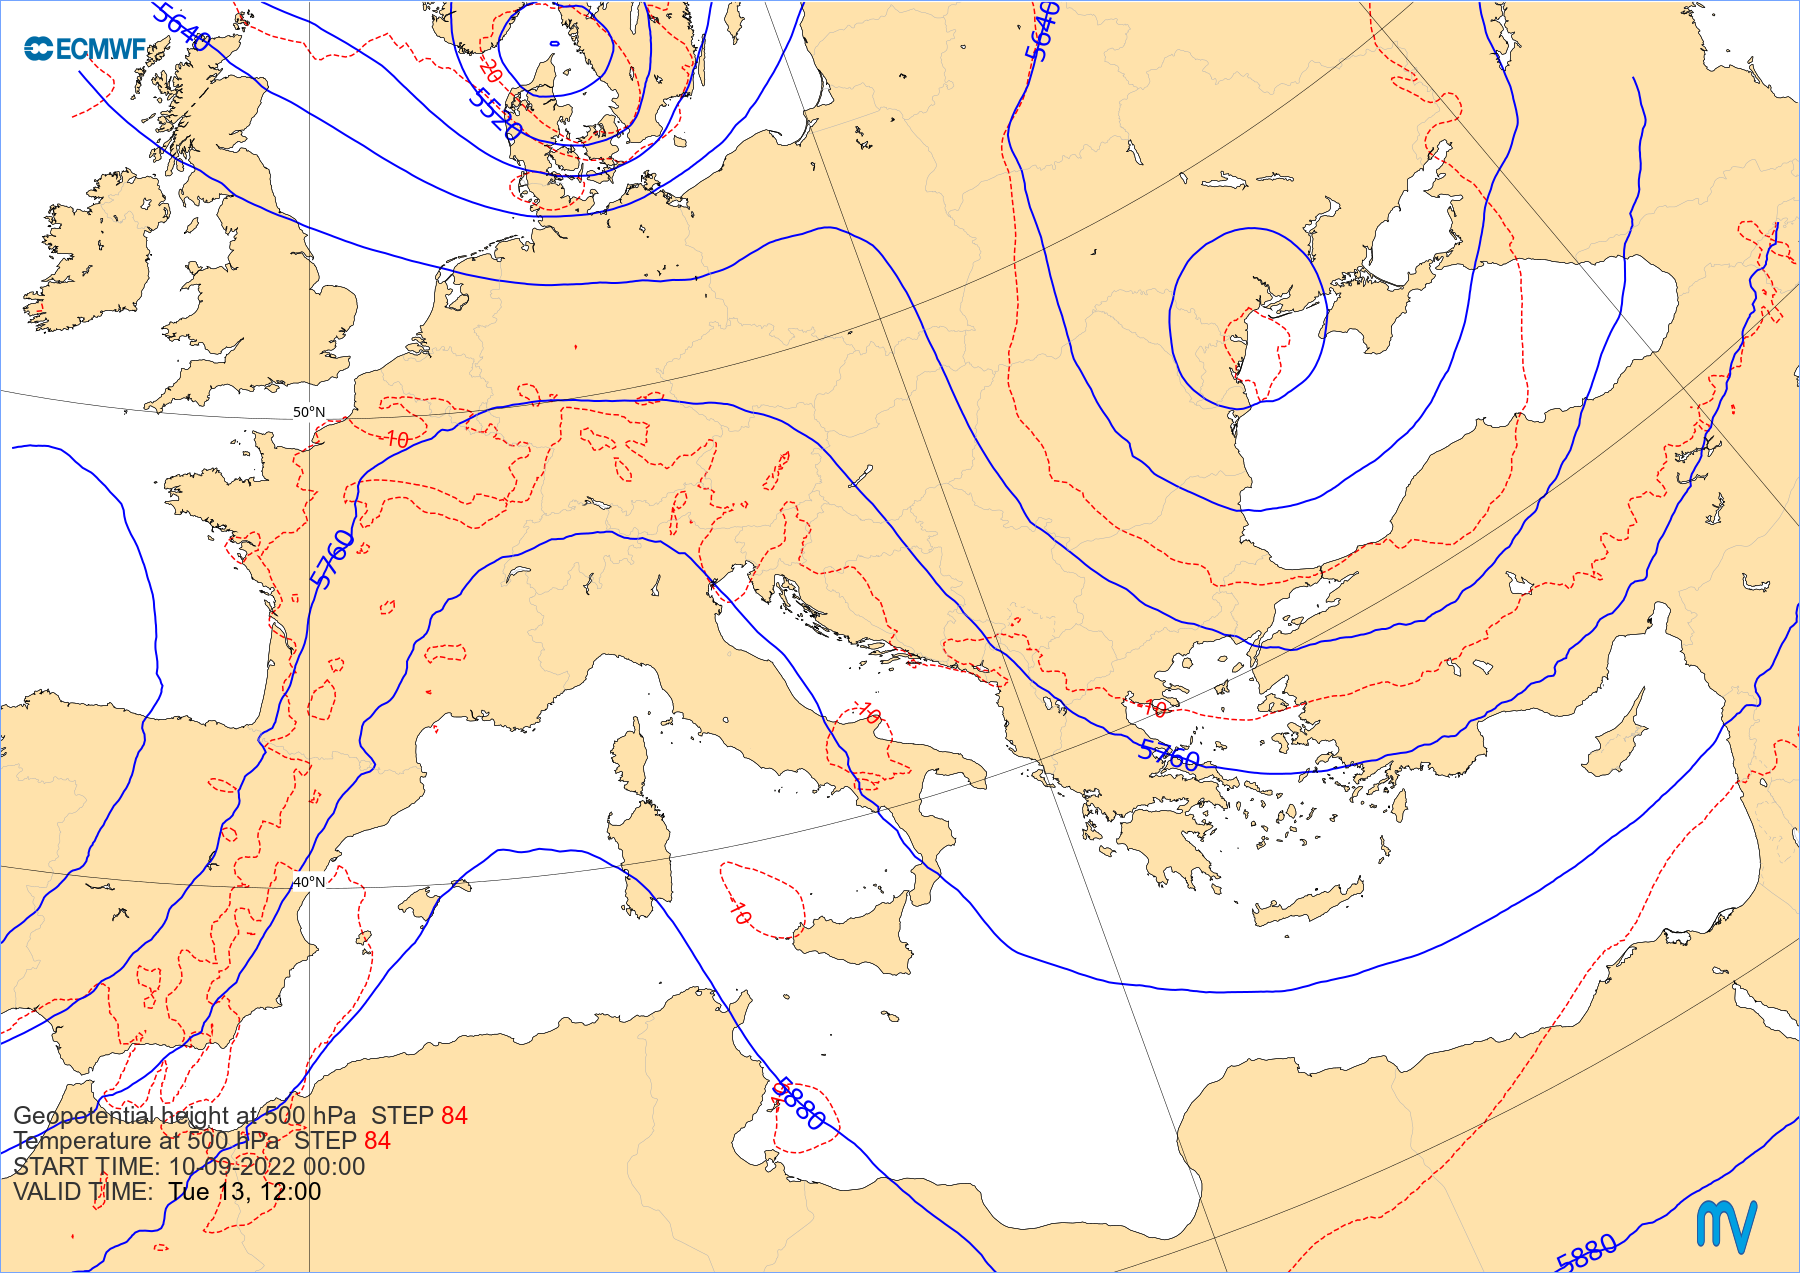 5640
5640
ECMWF
-20
5520
50°N
-10
5760
-10
-10
5760
40°N
-10
5880
Geopotential height at 500 hPa STEP 84
Temperature at 500 hPa STEP 84
START TIME: 10-09-2022 00:00
VALID TIME: Tue 13, 12:00
5880